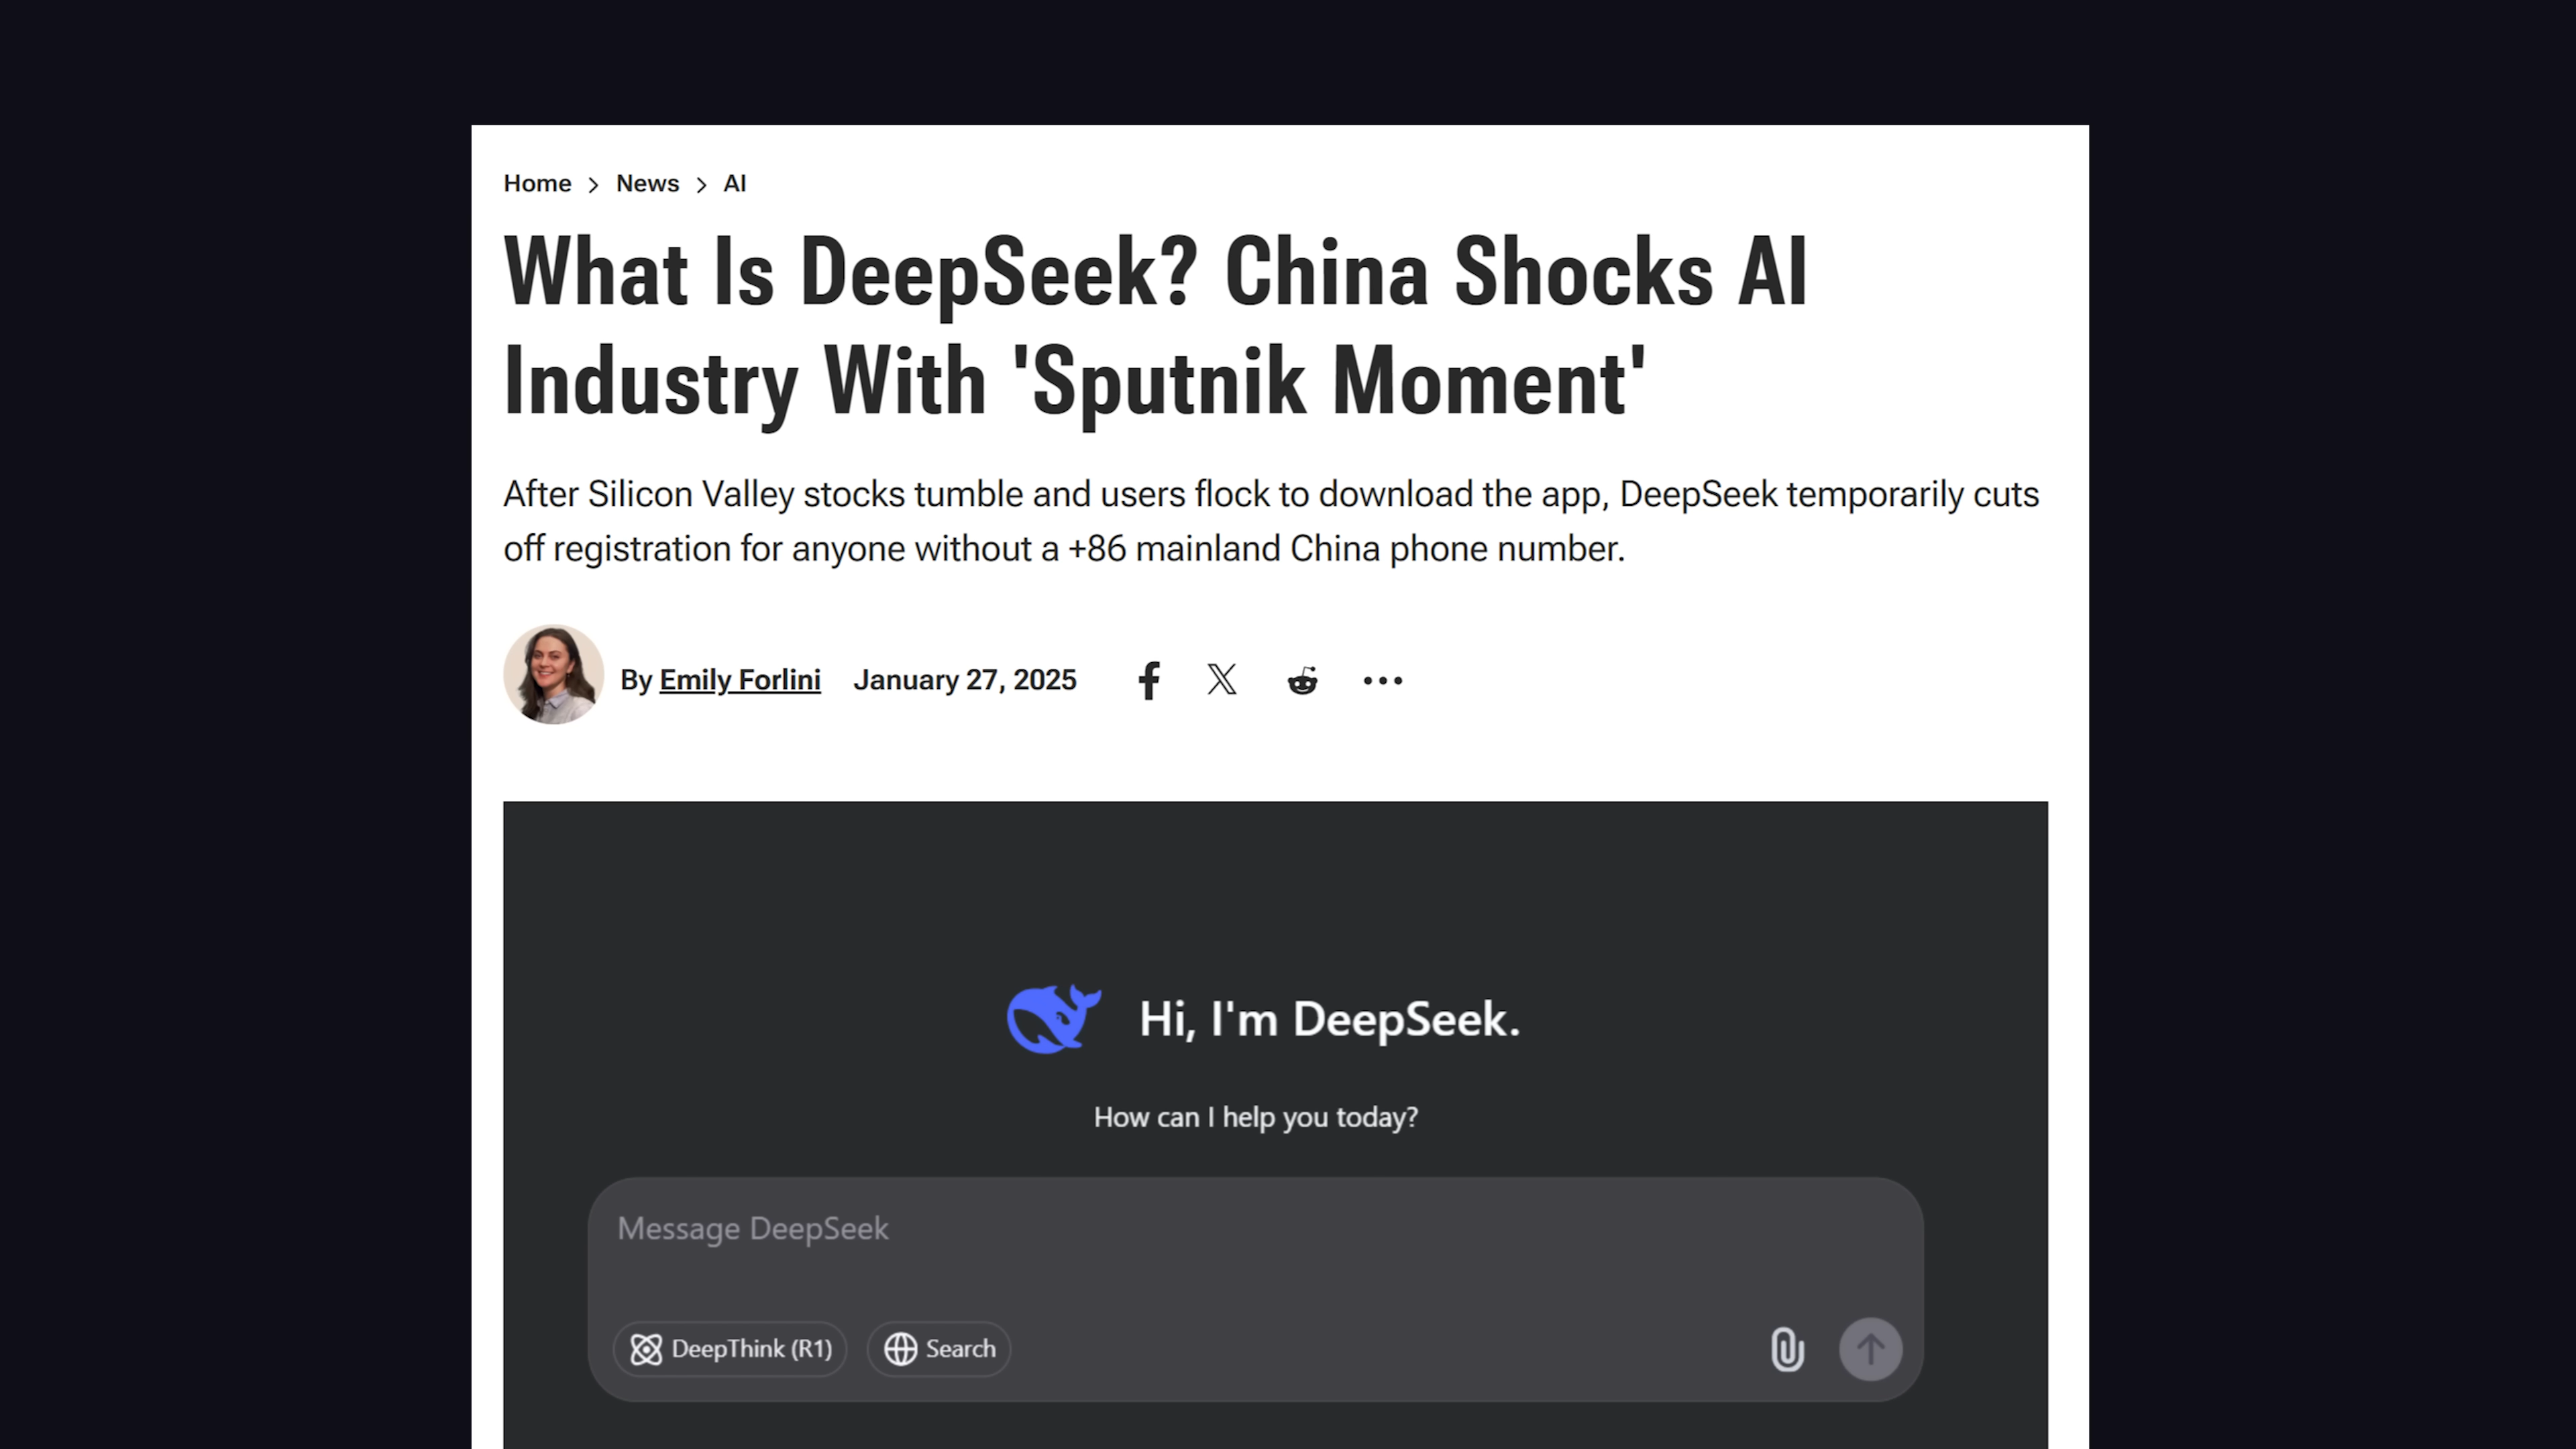 Home > News > AI
What Is DeepSeek? China Shocks AI
Industry With 'Sputnik Moment'
After Silicon Valley stocks tumble and users flock to download the app, DeepSeek temporarily cuts
off registration for anyone without a +86 mainland China phone number.
By Emily Forlini January 27, 2025
Hi, I'm DeepSeek.
How can I help you today?
Message DeepSeek
DeepThink (R1) Search